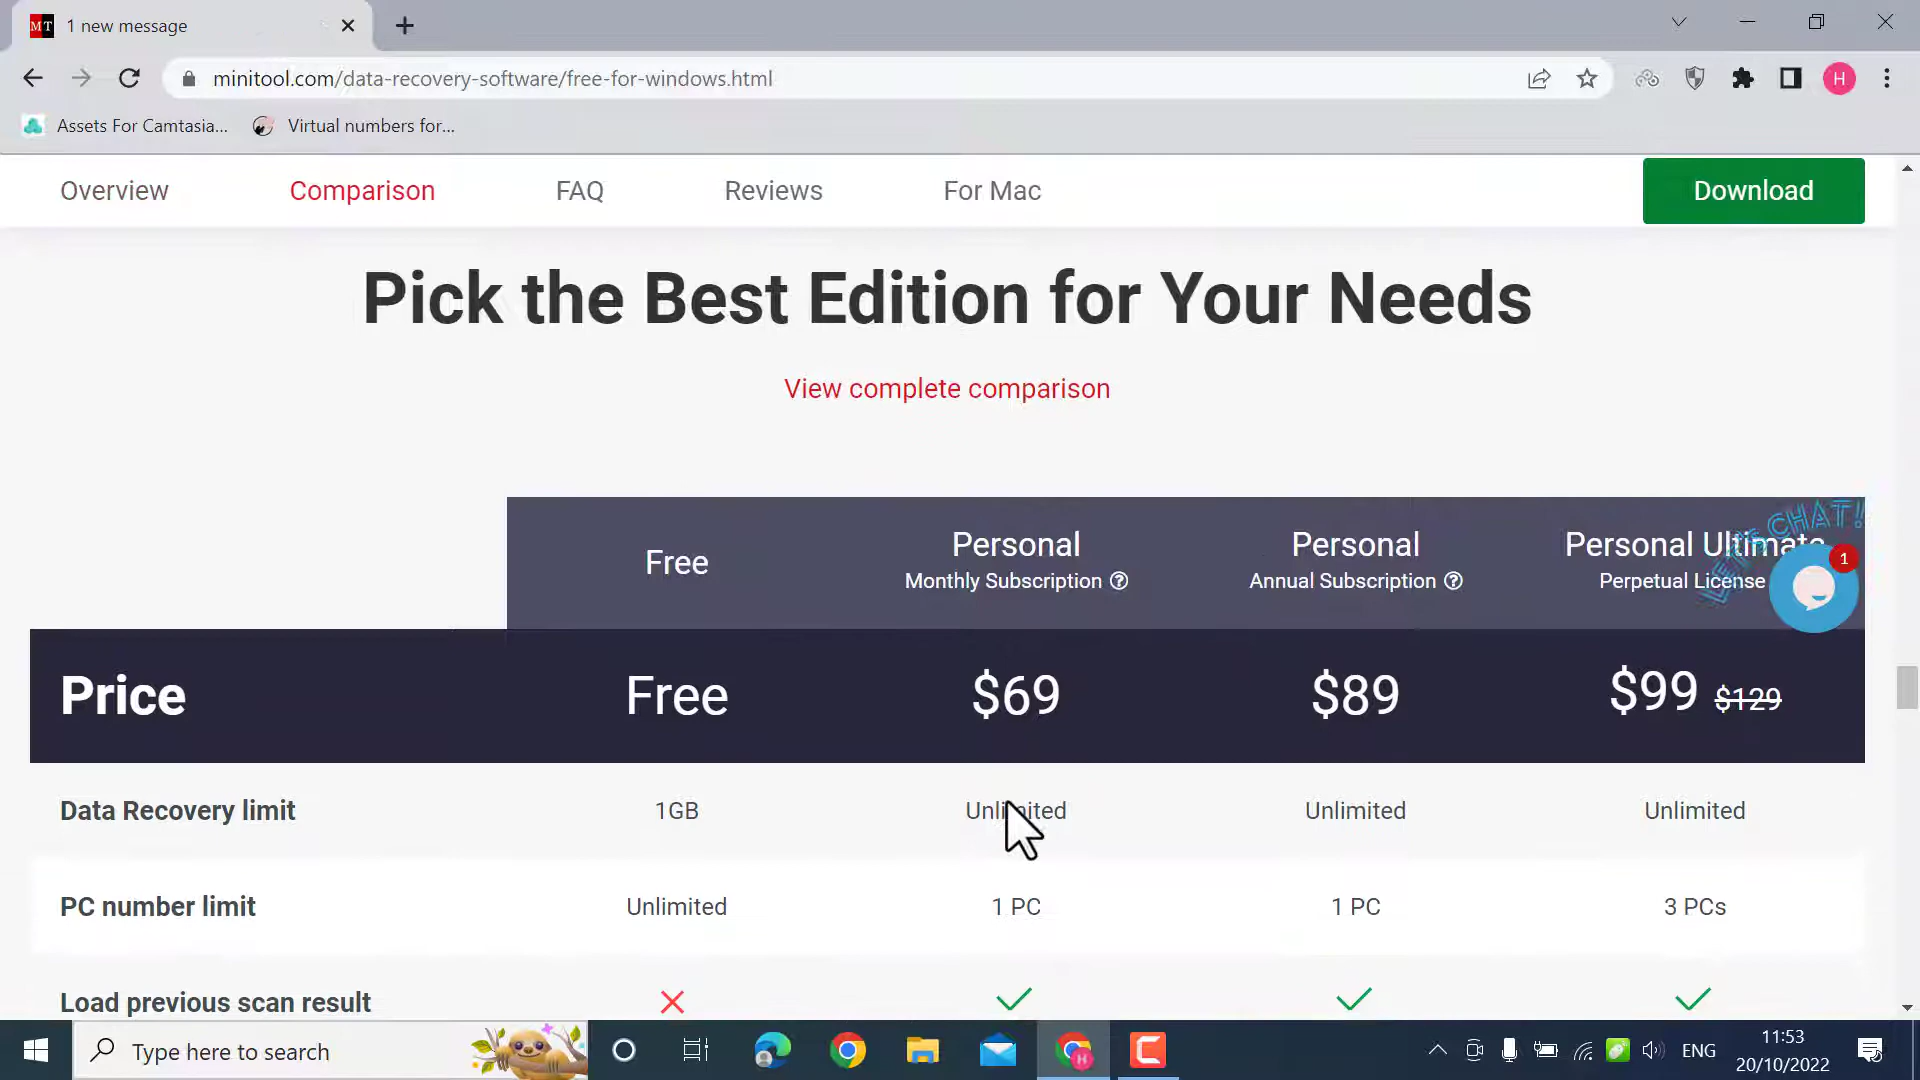 MT 1 new message
minitool.com/data-recovery-software/free-for-windows.html
H
Assets For Camtasia... Virtual numbers for...
Overview Comparison FAQ Reviews For Mac Download
Pick the Best Edition for Your Needs
View complete comparison
LET'S CHAT!
1
Free Personal Personal Personal Ultimate
Monthly Subscription Annual Subscription Perpetual License
Price Free $69 $89 $99 $129
Data Recovery limit 1GB Unlimited Unlimited Unlimited
PC number limit Unlimited 1 PC 1 PC 3 PCs
Load previous scan result
Type here to search
H
ENG
11:53
20/10/2022